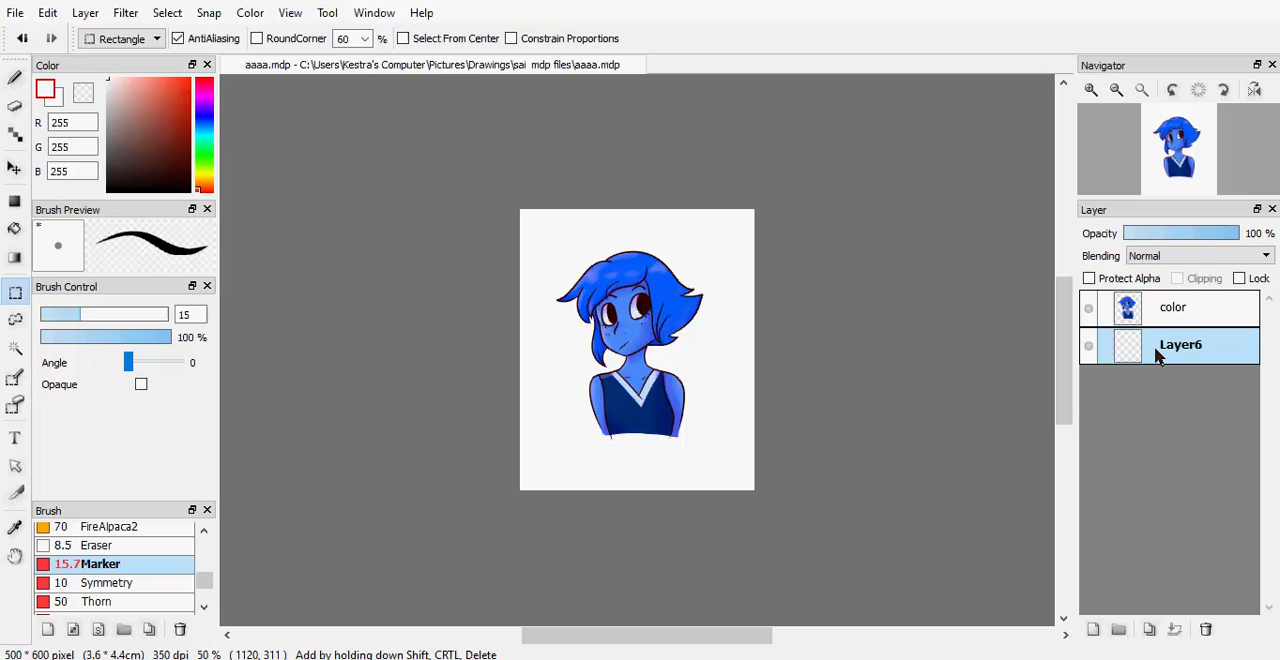 File Edit Layer Filter Select Snap Color View Tool Window Help
Rectangle AntiAliasing RoundCorner 60 % Select From Center Constrain Proportions
Color
aaaa.mdp - C:\Users\Kestra's Computer\Pictures\Drawings\sai mdp files\aaaa.mdp
Navigator
R 255
G 255
B 255
Brush Preview
*
Layer
Opacity 100 %
Blending Normal
Protect Alpha Clipping Lock
Brush Control
15
100 %
Angle 0
Opaque
color
Layer6
Brush
70 FireAlpaca2
8.5 Eraser
15.7 Marker
10 Symmetry
50 Thorn
500 * 600 pixel (3.6 * 4.4cm) 350 dpi 50 % ( 1120, 311 ) Add by holding down Shift, CRTL, Delete